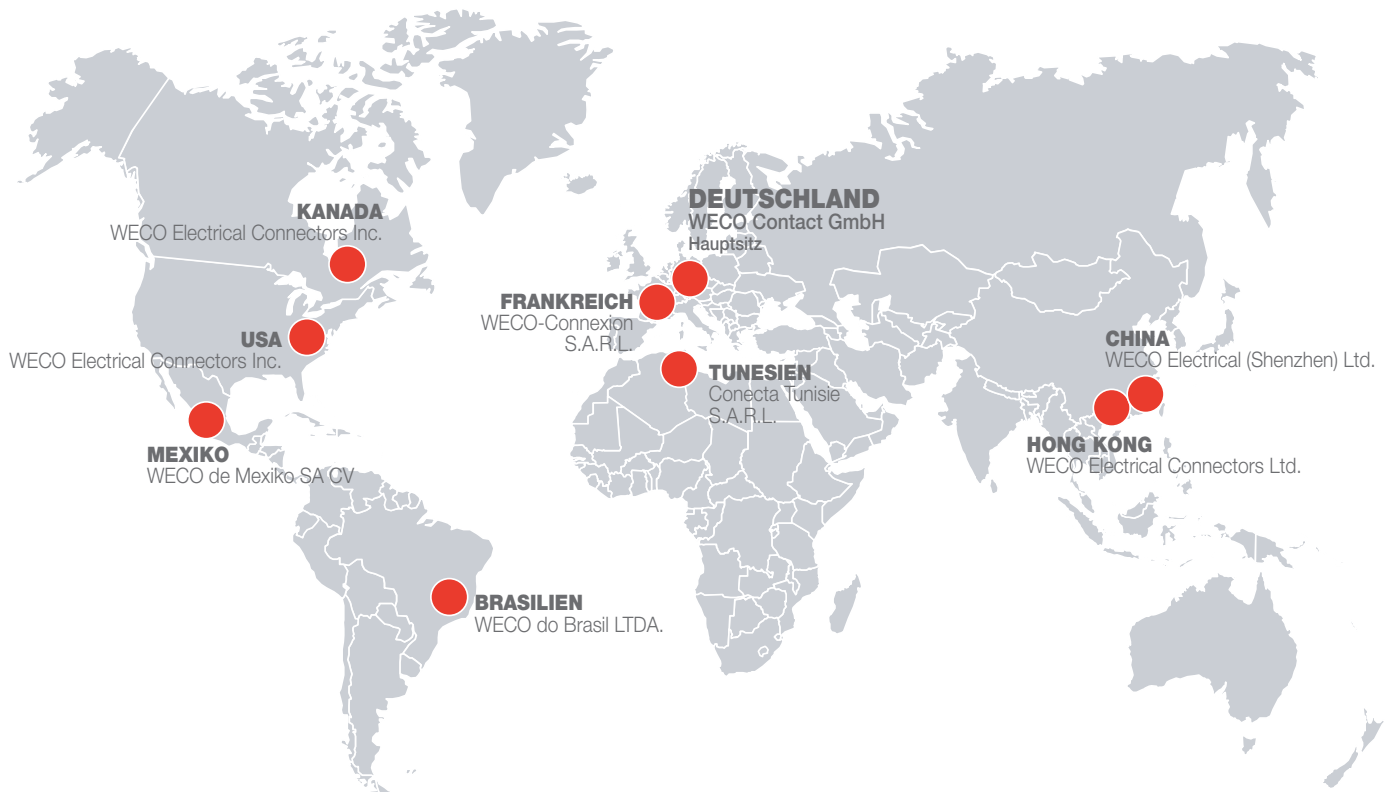 KANADA
WECO Electrical Connectors Inc.
USA
WECO Electrical Connectors Inc.
MEXIKO
WECO de Mexiko SA CV
BRASILIEN
WECO do Brasil LTDA.
DEUTSCHLAND
WECO Contact GmbH
Hauptsitz
FRANKREICH
WECO-Connexion
S.A.R.L.
TUNESIEN
Conecta Tunisie
S.A.R.L.
CHINA
WECO Electrical (Shenzhen) Ltd.
HONG KONG
WECO Electrical Connectors Ltd.